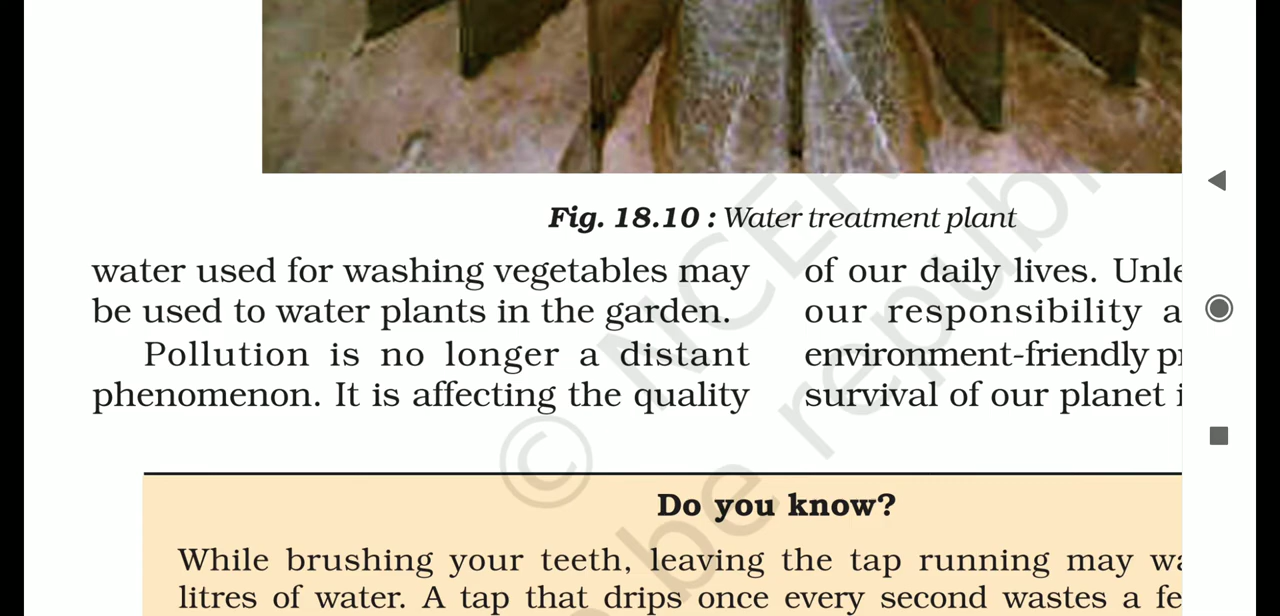 Fig. 18.10 : Water treatment plant
water used for washing vegetables may
be used to water plants in the garden.
Pollution is no longer a distant
phenomenon. It is affecting the quality
of our daily lives.
our responsibility
environment-friendly
survival of our planet
Do you know?
While brushing your teeth, leaving the tap running may
litres of water. A tap that drips once every second wastes a
© NCER
be republ